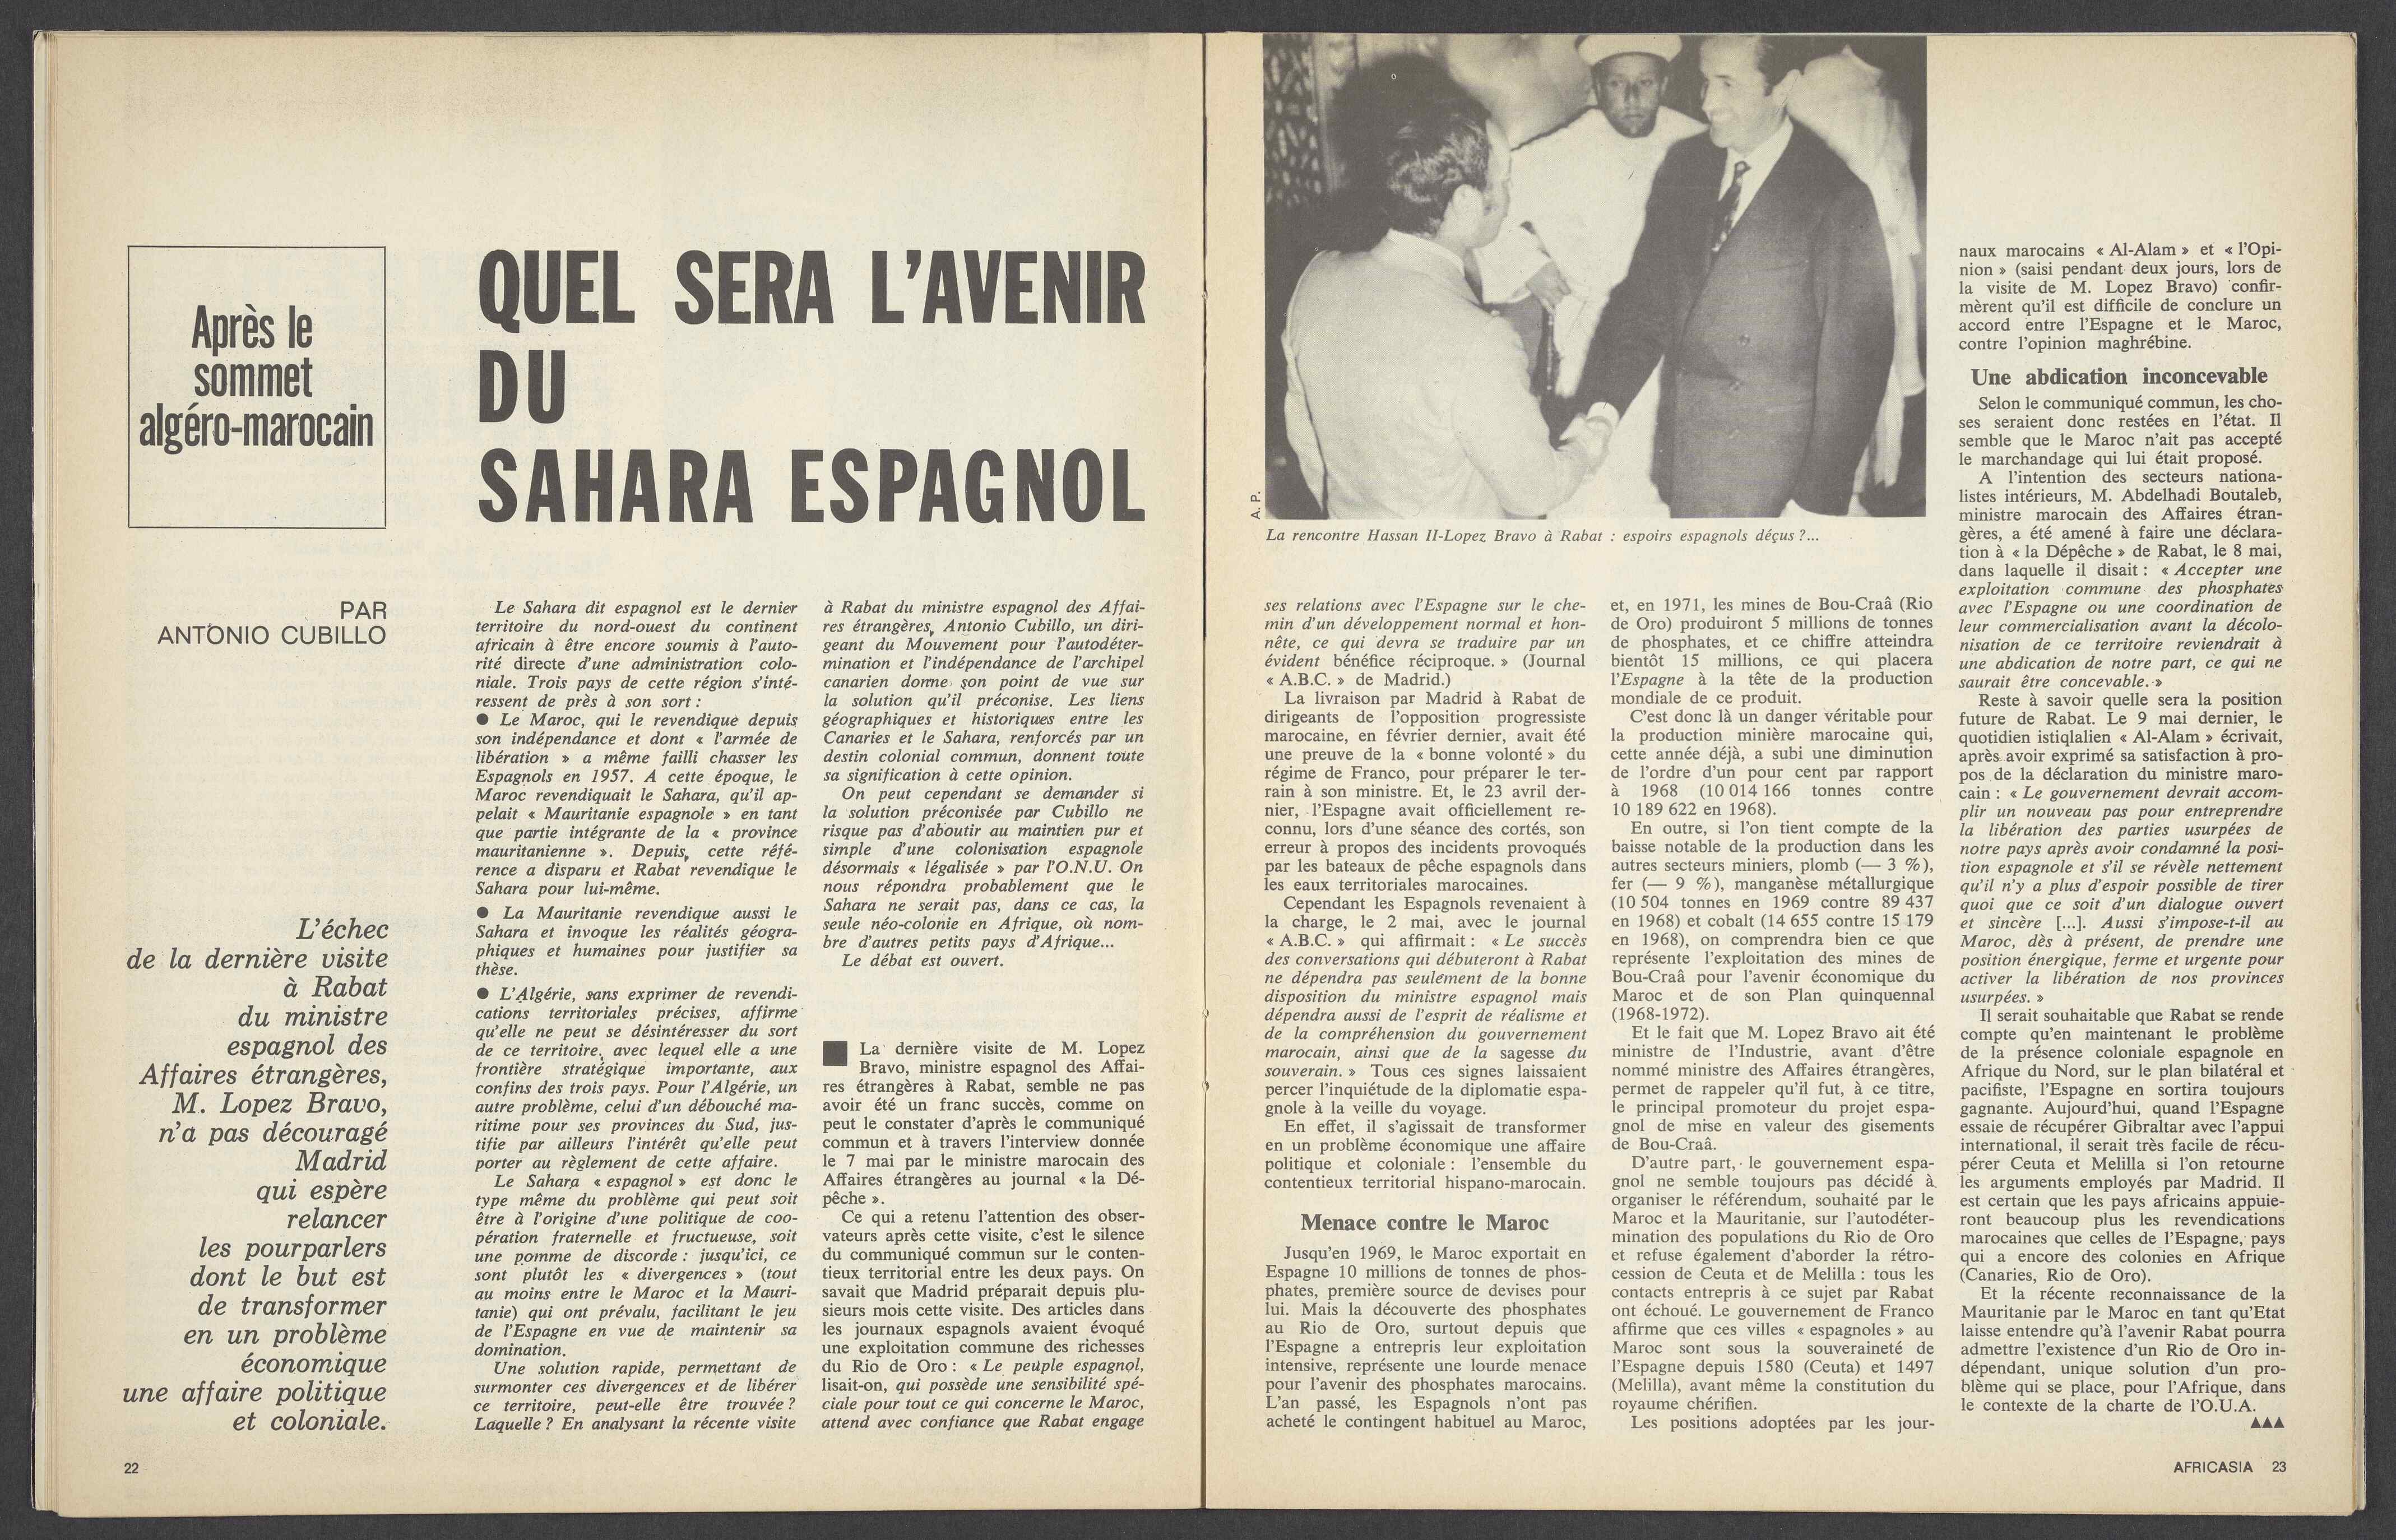 Après le
sommet
algéro-marocain
QUEL SERA L'AVENIR
DU
SAHARA ESPAGNOL
PAR
ANTONIO CUBILLO
L'échec
de la dernière visite
à Rabat
du ministre
espagnol des
Affaires étrangères,
M. Lopez Bravo,
n'a pas découragé
Madrid
qui espère
relancer
les pourparlers
dont le but est
de transformer
en un problème
économique
une affaire politique
et coloniale.
Le Sahara dit espagnol est le dernier
territoire du nord-ouest du continent
africain à être encore soumis à l'auto-
rité directe d'une administration colo-
niale. Trois pays de cette région s'inté-
ressent de près à son sort :
● Le Maroc, qui le revendique depuis
son indépendance et dont « l'armée de
libération » a même failli chasser les
Espagnols en 1957. A cette époque, le
Maroc revendiquait le Sahara, qu'il ap-
pelait « Mauritanie espagnole » en tant
que partie intégrante de la « province
mauritanienne ». Depuis, cette réfé-
rence a disparu et Rabat revendique le
Sahara pour lui-même.
● La Mauritanie revendique aussi le
Sahara et invoque les réalités géogra-
phiques et humaines pour justifier sa
thèse.
● L'Algérie, sans exprimer de revendi-
cations territoriales précises, affirme
qu'elle ne peut se désintéresser du sort
de ce territoire, avec lequel elle a une
frontière stratégique importante, aux
confins des trois pays. Pour l'Algérie, un
autre problème, celui d'un débouché ma-
ritime pour ses provinces du Sud, jus-
tifie par ailleurs l'intérêt qu'elle peut
porter au règlement de cette affaire.
Le Sahara « espagnol » est donc le
type même du problème qui peut soit
être à l'origine d'une politique de coo-
pération fraternelle et fructueuse, soit
une pomme de discorde : jusqu'ici, ce
sont plutôt les « divergences » (tout
au moins entre le Maroc et la Mauri-
tanie) qui ont prévalu, facilitant le jeu
de l'Espagne en vue de maintenir sa
domination.
Une solution rapide, permettant de
surmonter ces divergences et de libérer
ce territoire, peut-elle être trouvée ?
Laquelle ? En analysant la récente visite
à Rabat du ministre espagnol des Affai-
res étrangères, Antonio Cubillo, un diri-
geant du Mouvement pour l'autodéter-
mination et l'indépendance de l'archipel
canarien donne son point de vue sur
la solution qu'il préconise. Les liens
géographiques et historiques entre les
Canaries et le Sahara, renforcés par un
destin colonial commun, donnent toute
sa signification à cette opinion.
On peut cependant se demander si
la solution préconisée par Cubillo ne
risque pas d'aboutir au maintien pur et
simple d'une colonisation espagnole
désormais « légalisée » par l'O.N.U. On
nous répondra probablement que le
Sahara ne serait pas, dans ce cas, la
seule néo-colonie en Afrique, où nom-
bre d'autres petits pays d'Afrique...
Le débat est ouvert.
■ La dernière visite de M. Lopez
Bravo, ministre espagnol des Affai-
res étrangères à Rabat, semble ne pas
avoir été un franc succès, comme on
peut le constater d'après le communiqué
commun et à travers l'interview donnée
le 7 mai par le ministre marocain des
Affaires étrangères au journal « la Dé-
pêche ».
Ce qui a retenu l'attention des obser-
vateurs après cette visite, c'est le silence
du communiqué commun sur le conten-
tieux territorial entre les deux pays. On
savait que Madrid préparait depuis plu-
sieurs mois cette visite. Des articles dans
les journaux espagnols avaient évoqué
une exploitation commune des richesses
du Rio de Oro : « Le peuple espagnol,
lisait-on, qui possède une sensibilité spé-
ciale pour tout ce qui concerne le Maroc,
attend avec confiance que Rabat engage
22
A. P.
La rencontre Hassan II-Lopez Bravo à Rabat : espoirs espagnols déçus ?...
ses relations avec l'Espagne sur le che-
min d'un développement normal et hon-
nête, ce qui devra se traduire par un
évident bénéfice réciproque. » (Journal
« A.B.C. » de Madrid.)
La livraison par Madrid à Rabat de
dirigeants de l'opposition progressiste
marocaine, en février dernier, avait été
une preuve de la « bonne volonté » du
régime de Franco, pour préparer le ter-
rain à son ministre. Et, le 23 avril der-
nier, l'Espagne avait officiellement re-
connu, lors d'une séance des cortés, son
erreur à propos des incidents provoqués
par les bateaux de pêche espagnols dans
les eaux territoriales marocaines.
Cependant les Espagnols revenaient à
la charge, le 2 mai, avec le journal
« A.B.C. » qui affirmait : « Le succès
des conversations qui débuteront à Rabat
ne dépendra pas seulement de la bonne
disposition du ministre espagnol mais
dépendra aussi de l'esprit de réalisme et
de la compréhension du gouvernement
marocain, ainsi que de la sagesse du
souverain. » Tous ces signes laissaient
percer l'inquiétude de la diplomatie espa-
gnole à la veille du voyage.
En effet, il s'agissait de transformer
en un problème économique une affaire
politique et coloniale : l'ensemble du
contentieux territorial hispano-marocain.
Menace contre le Maroc
Jusqu'en 1969, le Maroc exportait en
Espagne 10 millions de tonnes de phos-
phates, première source de devises pour
lui. Mais la découverte des phosphates
au Rio de Oro, surtout depuis que
l'Espagne a entrepris leur exploitation
intensive, représente une lourde menace
pour l'avenir des phosphates marocains.
L'an passé, les Espagnols n'ont pas
acheté le contingent habituel au Maroc,
et, en 1971, les mines de Bou-Craâ (Rio
de Oro) produiront 5 millions de tonnes
de phosphates, et ce chiffre atteindra
bientôt 15 millions, ce qui placera
l'Espagne à la tête de la production
mondiale de ce produit.
C'est donc là un danger véritable pour
la production minière marocaine qui,
cette année déjà, a subi une diminution
de l'ordre d'un pour cent par rapport
à 1968 (10 014 166 tonnes contre
10 189 622 en 1968).
En outre, si l'on tient compte de la
baisse notable de la production dans les
autres secteurs miniers, plomb (— 3 %),
fer (— 9 %), manganèse métallurgique
(10 504 tonnes en 1969 contre 89 437
en 1968) et cobalt (14 655 contre 15 179
en 1968), on comprendra bien ce que
représente l'exploitation des mines de
Bou-Craâ pour l'avenir économique du
Maroc et de son Plan quinquennal
(1968-1972).
Et le fait que M. Lopez Bravo ait été
ministre de l'Industrie, avant d'être
nommé ministre des Affaires étrangères,
permet de rappeler qu'il fut, à ce titre,
le principal promoteur du projet espa-
gnol de mise en valeur des gisements
de Bou-Craâ.
D'autre part, le gouvernement espa-
gnol ne semble toujours pas décidé à
organiser le référendum, souhaité par le
Maroc et la Mauritanie, sur l'autodéter-
mination des populations du Rio de Oro
et refuse également d'aborder la rétro-
cession de Ceuta et de Melilla : tous les
contacts entrepris à ce sujet par Rabat
ont échoué. Le gouvernement de Franco
affirme que ces villes « espagnoles » au
Maroc sont sous la souveraineté de
l'Espagne depuis 1580 (Ceuta) et 1497
(Melilla), avant même la constitution du
royaume chérifien.
Les positions adoptées par les jour-
naux marocains « Al-Alam » et « l'Opi-
nion » (saisi pendant deux jours, lors de
la visite de M. Lopez Bravo) confir-
mèrent qu'il est difficile de conclure un
accord entre l'Espagne et le Maroc,
contre l'opinion maghrébine.
Une abdication inconcevable
Selon le communiqué commun, les cho-
ses seraient donc restées en l'état. Il
semble que le Maroc n'ait pas accepté
le marchandage qui lui était proposé.
A l'intention des secteurs nationa-
listes intérieurs, M. Abdelhadi Boutaleb,
ministre marocain des Affaires étran-
gères, a été amené à faire une déclara-
tion à « la Dépêche » de Rabat, le 8 mai,
dans laquelle il disait : « Accepter une
exploitation commune des phosphates
avec l'Espagne ou une coordination de
leur commercialisation avant la décolo-
nisation de ce territoire reviendrait à
une abdication de notre part, ce qui ne
saurait être concevable. »
Reste à savoir quelle sera la position
future de Rabat. Le 9 mai dernier, le
quotidien istiqlalien « Al-Alam » écrivait,
après avoir exprimé sa satisfaction à pro-
pos de la déclaration du ministre maro-
cain : « Le gouvernement devrait accom-
plir un nouveau pas pour entreprendre
la libération des parties usurpées de
notre pays après avoir condamné la posi-
tion espagnole et s'il se révèle nettement
qu'il n'y a plus d'espoir possible de tirer
quoi que ce soit d'un dialogue ouvert
et sincère [...]. Aussi s'impose-t-il au
Maroc, dès à présent, de prendre une
position énergique, ferme et urgente pour
activer la libération de nos provinces
usurpées. »
Il serait souhaitable que Rabat se rende
compte qu'en maintenant le problème
de la présence coloniale espagnole en
Afrique du Nord, sur le plan bilatéral et
pacifiste, l'Espagne en sortira toujours
gagnante. Aujourd'hui, quand l'Espagne
essaie de récupérer Gibraltar avec l'appui
international, il serait très facile de récu-
pérer Ceuta et Melilla si l'on retourne
les arguments employés par Madrid. Il
est certain que les pays africains appuie-
ront beaucoup plus les revendications
marocaines que celles de l'Espagne, pays
qui a encore des colonies en Afrique
(Canaries, Rio de Oro).
Et la récente reconnaissance de la
Mauritanie par le Maroc en tant qu'Etat
laisse entendre qu'à l'avenir Rabat pourra
admettre l'existence d'un Rio de Oro in-
dépendant, unique solution d'un pro-
blème qui se place, pour l'Afrique, dans
le contexte de la charte de l'O.U.A.
▲▲▲
AFRICASIA 23